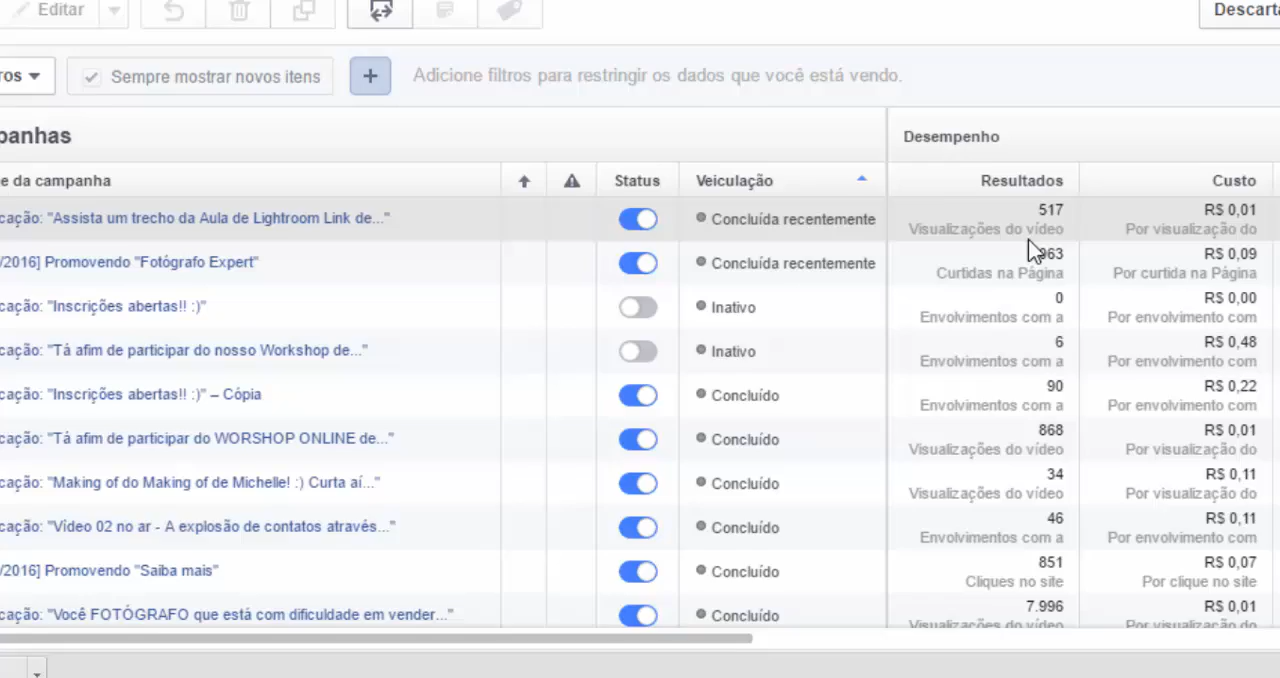 Editar Descarta
ros Sempre mostrar novos itens + Adicione filtros para restringir os dados que você está vendo.
panhas Desempenho
e da campanha Status Veiculação Resultados Custo
cação: "Assista um trecho da Aula de Lightroom Link de..." Concluída recentemente 517 R$ 0,01
Visualizações do vídeo Por visualização do
/2016] Promovendo "Fotógrafo Expert" Concluída recentemente 963 R$ 0,09
Curtidas na Página Por curtida na Página
cação: "Inscrições abertas!! :)" Inativo 0 R$ 0,00
Envolvimentos com a Por envolvimento com
cação: "Tá afim de participar do nosso Workshop de..." Inativo 6 R$ 0,48
Envolvimentos com a Por envolvimento com
cação: "Inscrições abertas!! :)" – Cópia Concluído 90 R$ 0,22
Envolvimentos com a Por envolvimento com
cação: "Tá afim de participar do WORSHOP ONLINE de..." Concluído 868 R$ 0,01
Visualizações do vídeo Por visualização do
cação: "Making of do Making of de Michelle! :) Curta aí..." Concluído 34 R$ 0,11
Visualizações do vídeo Por visualização do
cação: "Vídeo 02 no ar - A explosão de contatos através..." Concluído 46 R$ 0,11
Envolvimentos com a Por envolvimento com
/2016] Promovendo "Saiba mais" Concluído 851 R$ 0,07
Cliques no site Por clique no site
cação: "Você FOTÓGRAFO que está com dificuldade em vender..." Concluído 7.996 R$ 0,01
Visualizações do vídeo Por visualização do